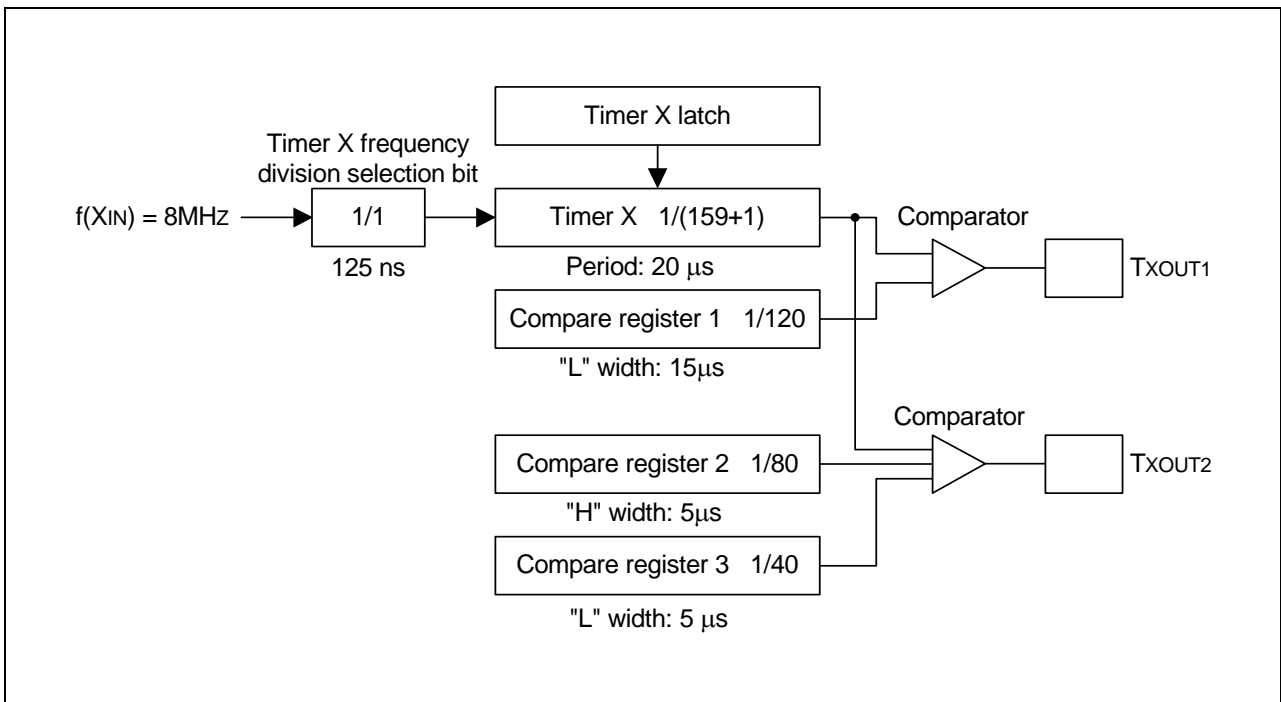 Timer X latch
Timer X frequency
division selection bit
f(XIN) = 8MHz
1/1
Timer X 1/(159+1)
Comparator
125 ns
Period: 20 μs
TXOUT1
Compare register 1 1/120
"L" width: 15μs
Comparator
Compare register 2 1/80
TXOUT2
"H" width: 5μs
Compare register 3 1/40
"L" width: 5 μs